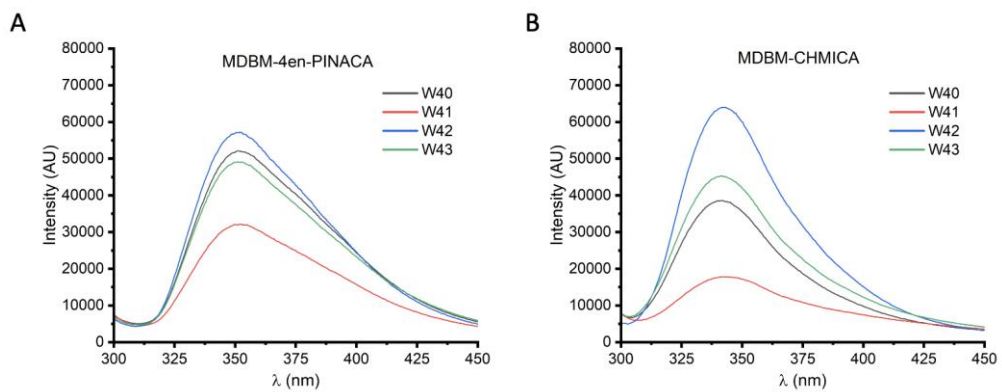 A
MDBM-4en-PINACA
W40
W41
W42
W43
Intensity (AU)
80000
70000
60000
50000
40000
30000
20000
10000
0
300
325
350
375
400
425
450
λ (nm)
B
MDBM-CHMICA
W40
W41
W42
W43
Intensity (AU)
80000
70000
60000
50000
40000
30000
20000
10000
0
300
325
350
375
400
425
450
λ (nm)